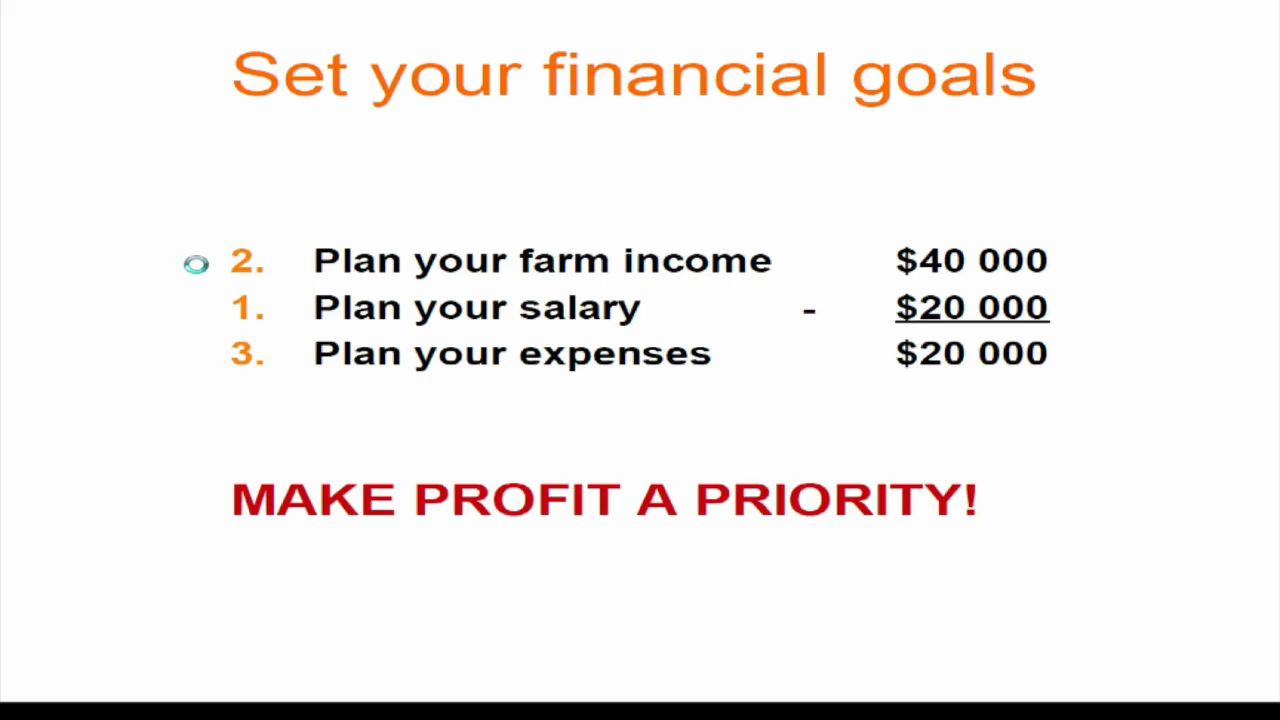 Set your financial goals
2. Plan your farm income $40 000
1. Plan your salary - $20 000
3. Plan your expenses $20 000
MAKE PROFIT A PRIORITY!